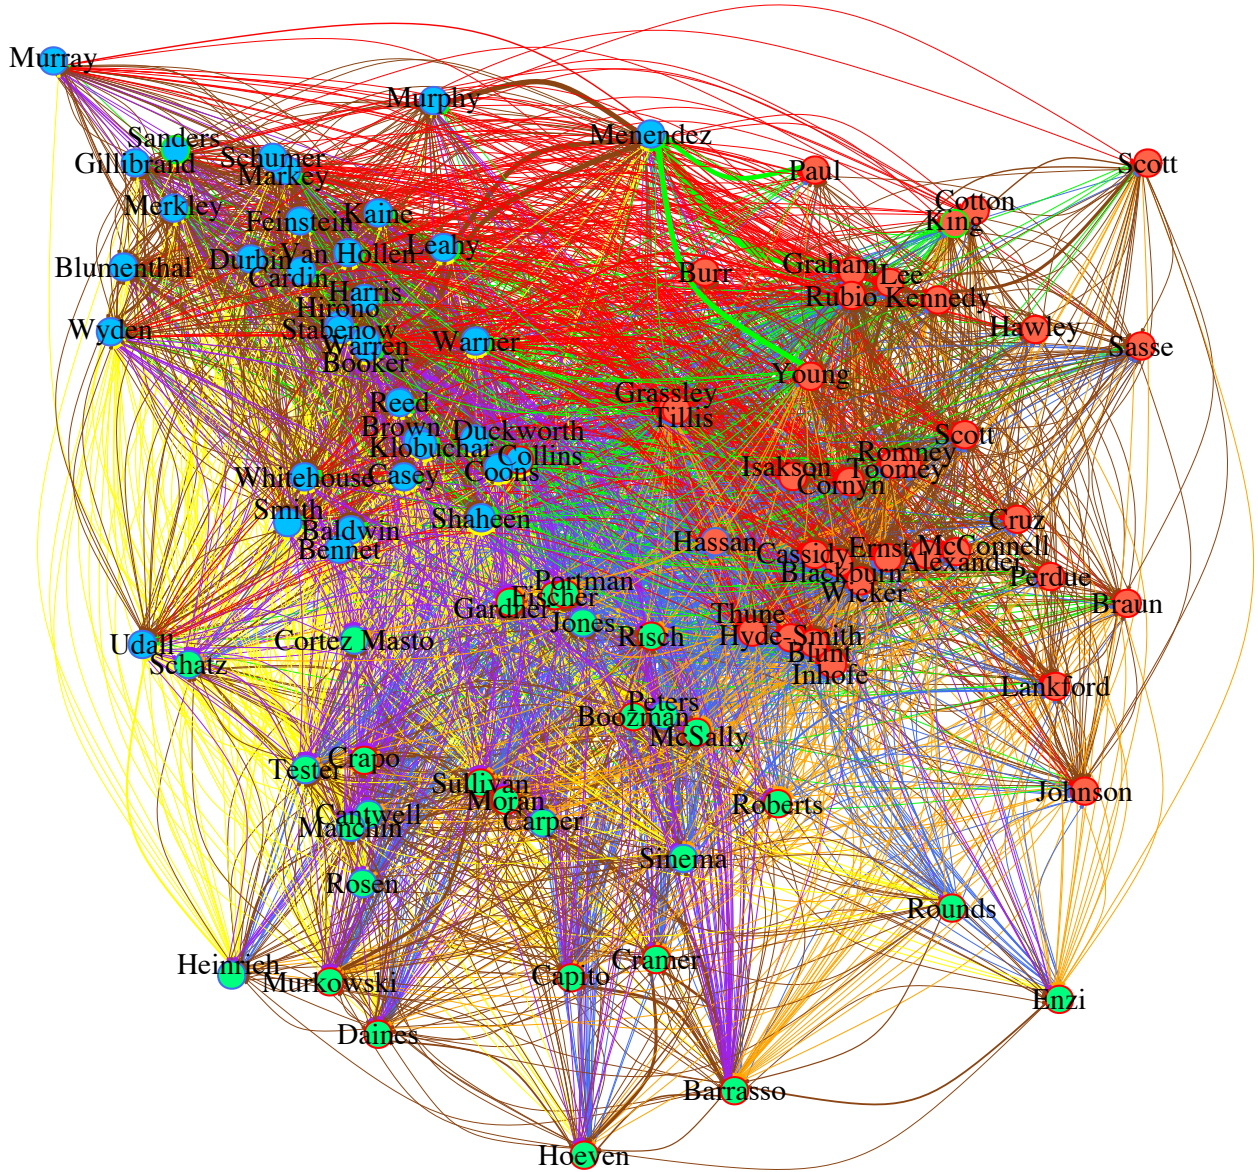 Murray
Murphy
Menendez
Sanders
Gillibrand
Schumer
Markey
Paul
Scott
Merkley
Feinstein
Kaine
Cotton
King
Blumenthal
Durbin
Van Hollen
Leahy
Cardin
Burr
Graham
Lee
Harris
Hirono
Rubio
Kennedy
Wyden
Stabenow
Warren
Booker
Warner
Hawley
Sasse
Young
Grassley
Tillis
Reed
Brown
Klobuchar
Duckworth
Collins
Coons
Scott
Romney
Toomey
Isakson
Cornyn
Whitehouse
Casey
Smith
Baldwin
Bennet
Shaheen
Cruz
Hassan
Cassidy
Ernst
McConnell
Alexander
Blackburn
Wicker
Perdue
Portman
Fischer
Gardner
Jones
Braun
Thune
Risch
Hyde-Smith
Blunt
Inhofe
Udall
Schatz
Cortez Masto
Lankford
Peters
Boozman
McSally
Tester
Crapo
Sullivan
Moran
Carper
Roberts
Johnson
Cantwell
Manchin
Sinema
Rosen
Rounds
Heinrich
Murkowski
Capito
Cramer
Enzi
Daines
Barrasso
Hoeven